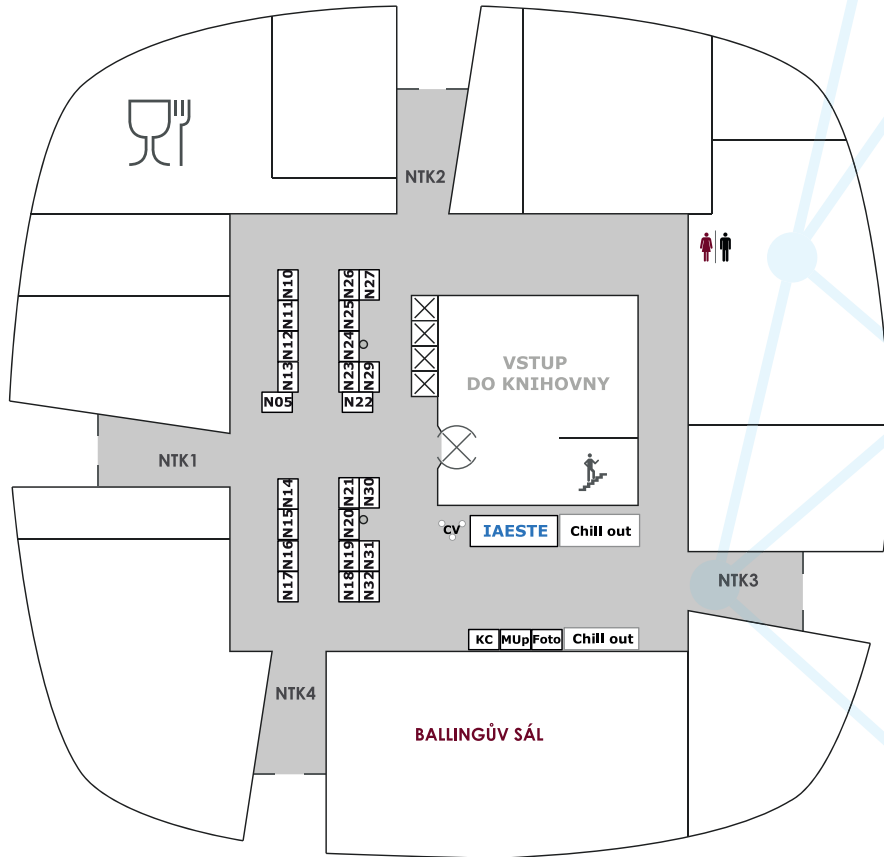 NTK2
N10
N11
N12
N13
N05
N26
N27
N25
N24
N23
N29
N22
VSTUP
DO KNIHOVNY
NTK1
N14
N15
N16
N17
N21
N30
N20
N19
N31
N18
N32
CV
IAESTE
Chill out
NTK3
KC
MUp
Foto
Chill out
NTK4
BALLINGŮV SÁL